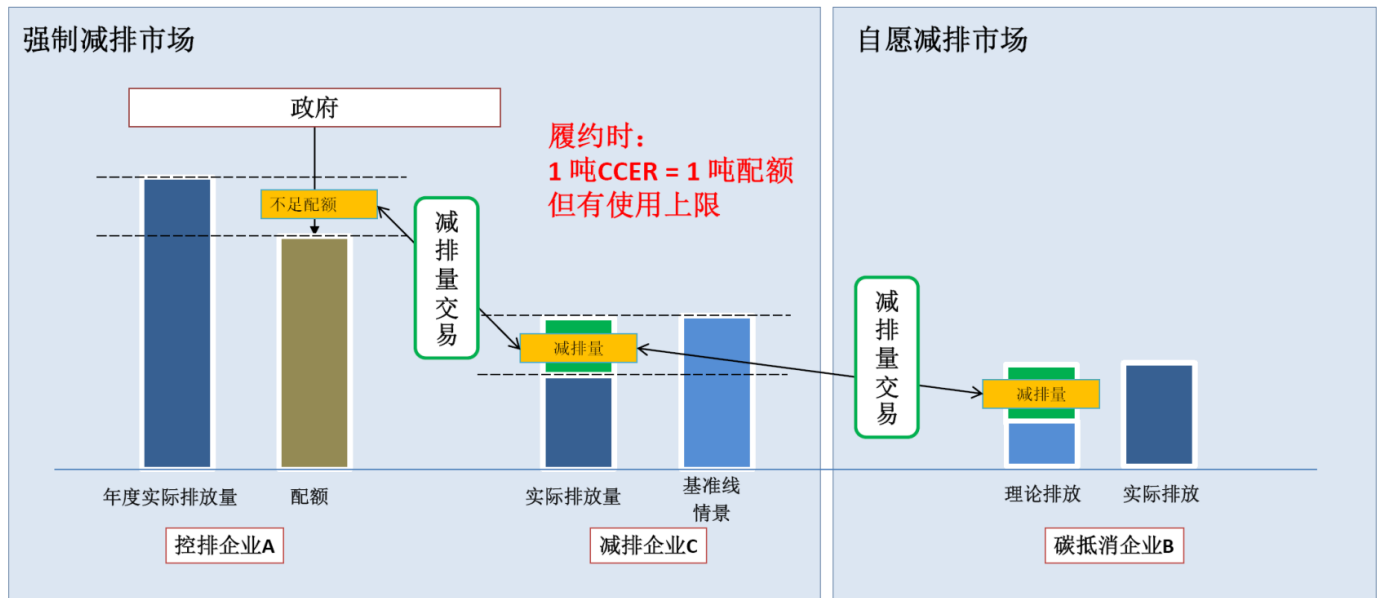 强制减排市场
政府
履约时：
1 吨CCER = 1 吨配额
但有使用上限
不足配额
减排量交易
减排量
年度实际排放量
配额
实际排放量
基准线
情景
控排企业A
减排企业C
自愿减排市场
减排量交易
减排量
理论排放
实际排放
碳抵消企业B